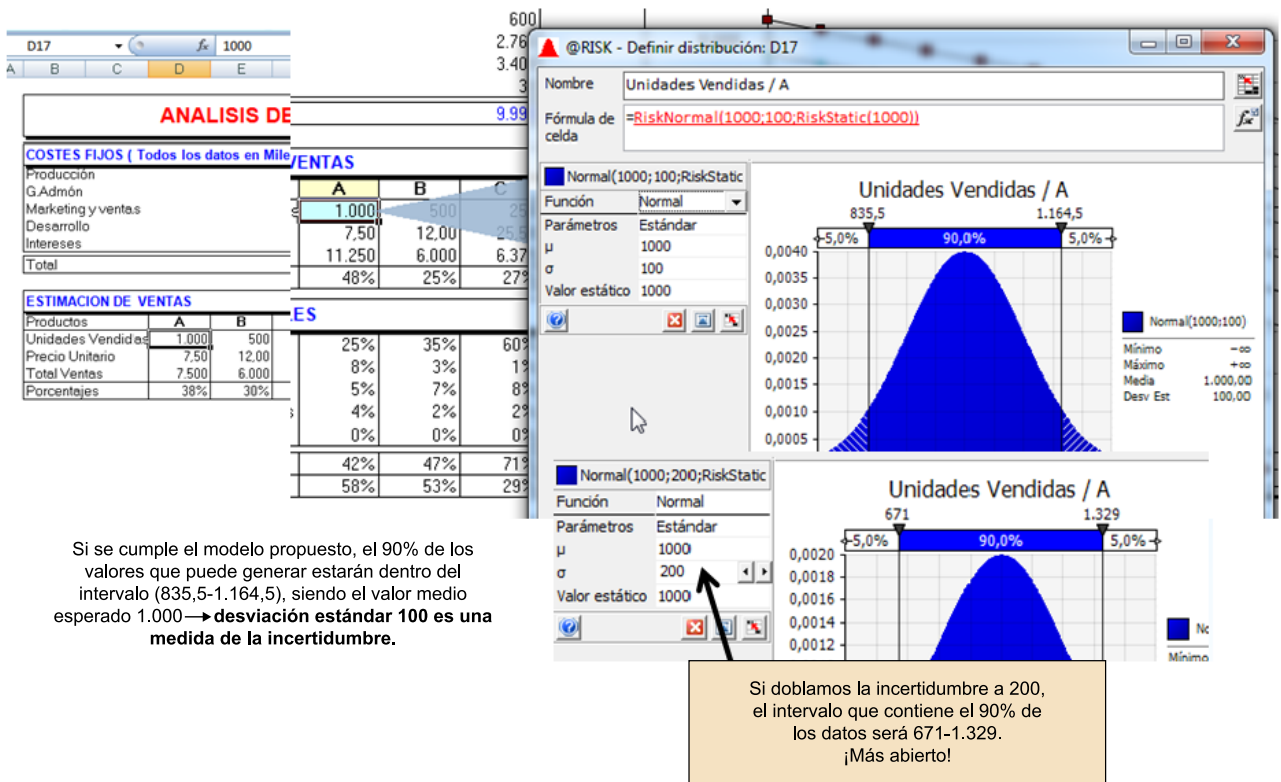 D17 fx 1000
A B C D E
ANALISIS DE
COSTES FIJOS ( Todos los datos en Mile
Producción
G.Admón
Marketing y ventas
Desarrollo
Intereses
Total
ESTIMACION DE VENTAS
Productos A B
Unidades Vendidas 1.000 500
Precio Unitario 7,50 12,00
Total Ventas 7.500 6.000
Porcentajes 38% 30%
600
2.76
3.40
3
9.99
VENTAS
A B C
1.000 500 25
7,50 12,00 25,5
11.250 6.000 6.37
48% 25% 27%
LES
25% 35% 60%
8% 3% 1%
5% 7% 8%
4% 2% 2%
0% 0% 0%
42% 47% 71%
58% 53% 29%
@RISK - Definir distribución: D17
Nombre Unidades Vendidas / A
Fórmula de celda =RiskNormal(1000;100;RiskStatic(1000))
Normal(1000;100;RiskStatic
Función Normal
Parámetros Estándar
μ 1000
σ 100
Valor estático 1000
Unidades Vendidas / A
835,5 1.164,5
5,0% 90,0% 5,0%
0,0040
0,0035
0,0030
0,0025
0,0020
0,0015
0,0010
0,0005
Normal(1000;100)
Mínimo -∞
Máximo +∞
Media 1.000,00
Desv Est 100,00
Normal(1000;200;RiskStatic
Función Normal
Parámetros Estándar
μ 1000
σ 200
Valor estático 1000
Unidades Vendidas / A
671 1.329
5,0% 90,0% 5,0%
0,0020
0,0018
0,0016
0,0014
0,0012
No
Mínimo
Si se cumple el modelo propuesto, el 90% de los
valores que puede generar estarán dentro del
intervalo (835,5-1.164,5), siendo el valor medio
esperado 1.000→desviación estándar 100 es una
medida de la incertidumbre.
Si doblamos la incertidumbre a 200,
el intervalo que contiene el 90% de
los datos será 671-1.329.
¡Más abierto!